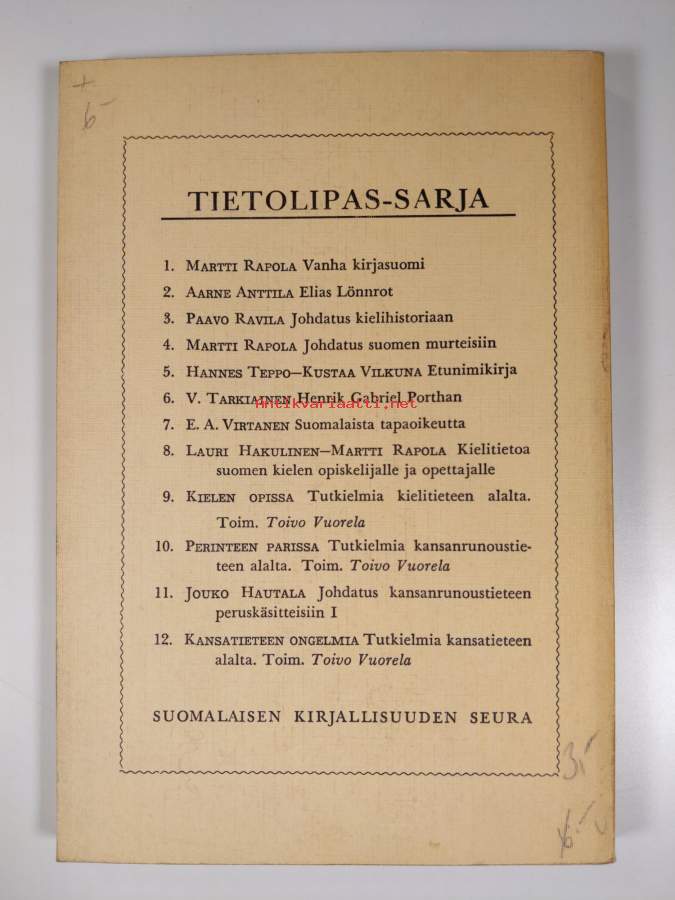 +
6-
TIETOLIPAS-SARJA
1. MARTTI RAPOLA Vanha kirjasuomi
2. AARNE ANTTILA Elias Lönnrot
3. PAAVO RAVILA Johdatus kielihistoriaan
4. MARTTI RAPOLA Johdatus suomen murteisiin
5. HANNES TEPPO—KUSTAA VILKUNA Etunimikirja
6. V. TARKIAINEN Henrik Gabriel Porthan
Antikvariaatti.net
7. E. A. VIRTANEN Suomalaista tapaoikeutta
8. LAURI HAKULINEN—MARTTI RAPOLA Kielitietoa
suomen kielen opiskelijalle ja opettajalle
9. KIELEN OPISSA Tutkielmia kielitieteen alalta.
Toim. Toivo Vuorela
10. PERINTEEN PARISSA Tutkielmia kansanrunoustie-
teen alalta. Toim. Toivo Vuorela
11. JOUKO HAUTALA Johdatus kansanrunoustieteen
peruskäsitteisiin I
12. KANSATIETEEN ONGELMIA Tutkielmia kansatieteen
alalta. Toim. Toivo Vuorela
SUOMALAISEN KIRJALLISUUDEN SEURA
3,-